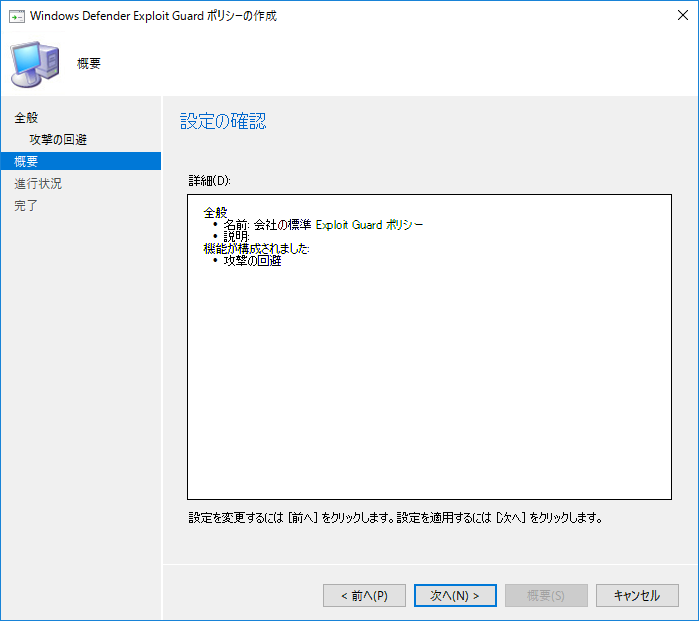 Windows Defender Exploit Guard ポリシーの作成
概要
全般
攻撃の回避
概要
進行状況
完了
設定の確認
詳細(D):
全般
• 名前: 会社の標準 Exploit Guard ポリシー
• 説明:
機能が構成されました:
• 攻撃の回避
設定を変更するには [前へ] をクリックします。設定を適用するには [次へ] をクリックします。
< 前へ(P)
次へ(N) >
概要(S)
キャンセル